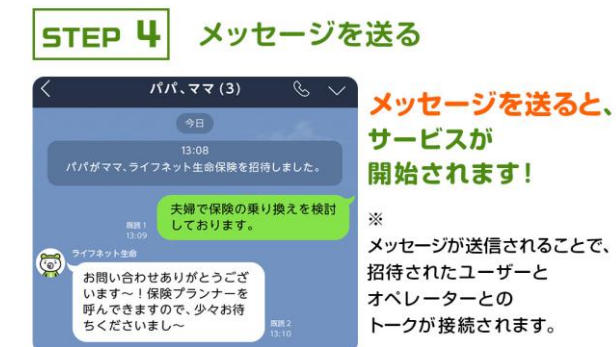 STEP 4 メッセージを送る
パパ、ママ (3)
今日
13:08
パパがママ、ライフネット生命保険を招待しました。
夫婦で保険の乗り換えを検討
しております。
既読 1
13:09
ライフネット生命
お問い合わせありがとうござ
います〜！保険プランナーを
呼んできますので、少々お待
ちくださいまし〜
既読 2
13:10
メッセージを送ると、
サービスが
開始されます！
※
メッセージが送信されることで、
招待されたユーザーと
オペレーターとの
トークが接続されます。